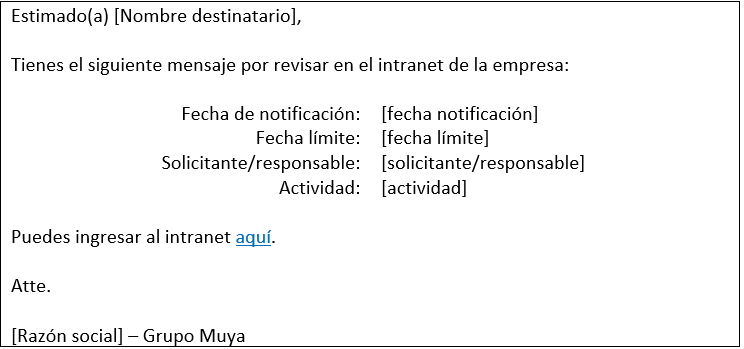 Estimado(a) [Nombre destinatario],
Tienes el siguiente mensaje por revisar en el intranet de la empresa:
Fecha de notificación: [fecha notificación]
Fecha límite: [fecha límite]
Solicitante/responsable: [solicitante/responsable]
Actividad: [actividad]
Puedes ingresar al intranet aquí.
Atte.
[Razón social] – Grupo Muya